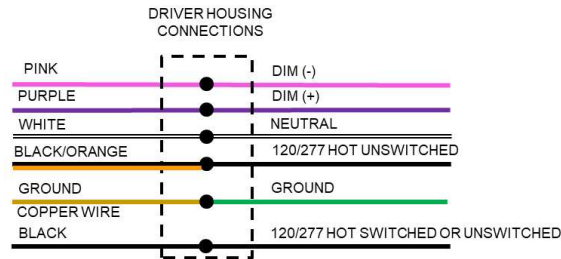 DRIVER HOUSING
CONNECTIONS
PINK
DIM (-)
PURPLE
DIM (+)
WHITE
NEUTRAL
BLACK/ORANGE
120/277 HOT UNSWITCHED
GROUND
GROUND
COPPER WIRE
BLACK
120/277 HOT SWITCHED OR UNSWITCHED